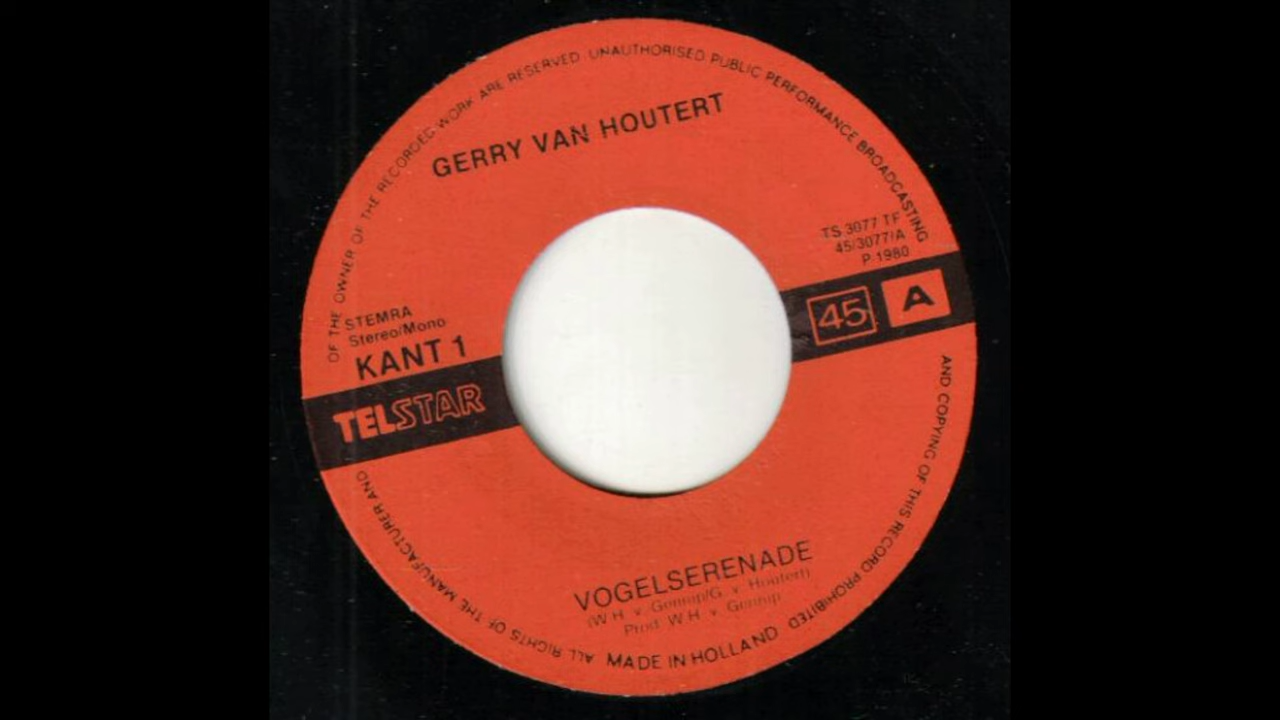 OF THE OWNER OF THE RECORDED WORK ARE RESERVED UNAUTHORISED PUBLIC PERFORMANCE BROADCASTING
GERRY VAN HOUTERT
TS 3077 TF
45/3077/A
P 1980
45 A
STEMRA
Stereo/Mono
KANT 1
TELSTAR
VOGELSERENADE
(W.H. v. Gennip/G. v. Houtert)
Prod. W.H. v. Gennip
MADE IN HOLLAND
ALL RIGHTS OF THE MANUFACTURER AND
AND COPYING OF THIS RECORD PROHIBITED